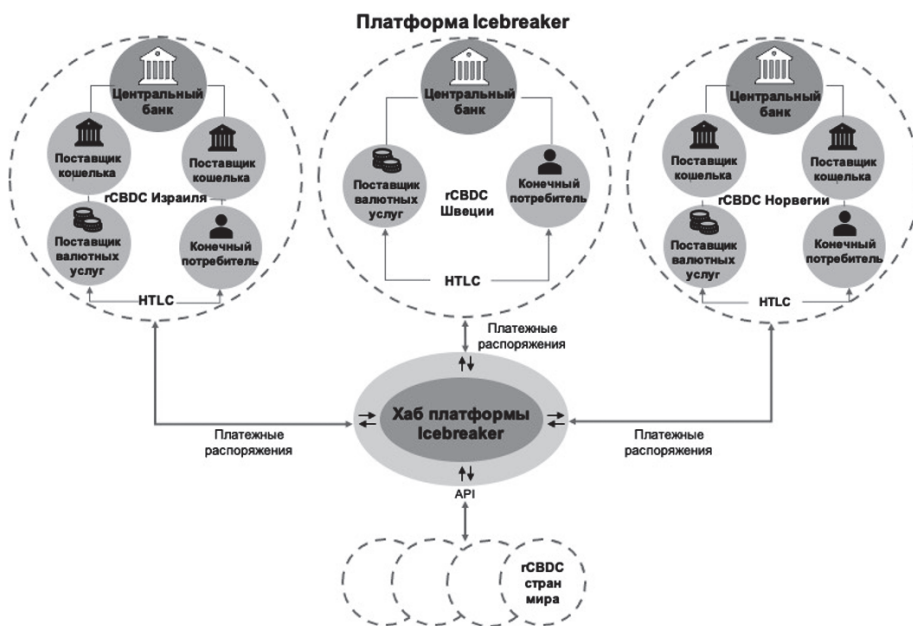 Платформа Icebreaker
Центральный
банк
Поставщик
кошелька
Поставщик
кошелька
rCBDC Израиля
Поставщик
валютных
услуг
Конечный
потребитель
HTLC
Центральный
банк
Поставщик
валютных
услуг
rCBDC
Швеции
Конечный
потребитель
HTLC
Центральный
банк
Поставщик
кошелька
Поставщик
кошелька
rCBDC Норвегии
Поставщик
валютных
услуг
Конечный
потребитель
HTLC
Платежные
распоряжения
Хаб платформы
Icebreaker
Платежные
распоряжения
Платежные
распоряжения
API
rCBDC
стран
мира